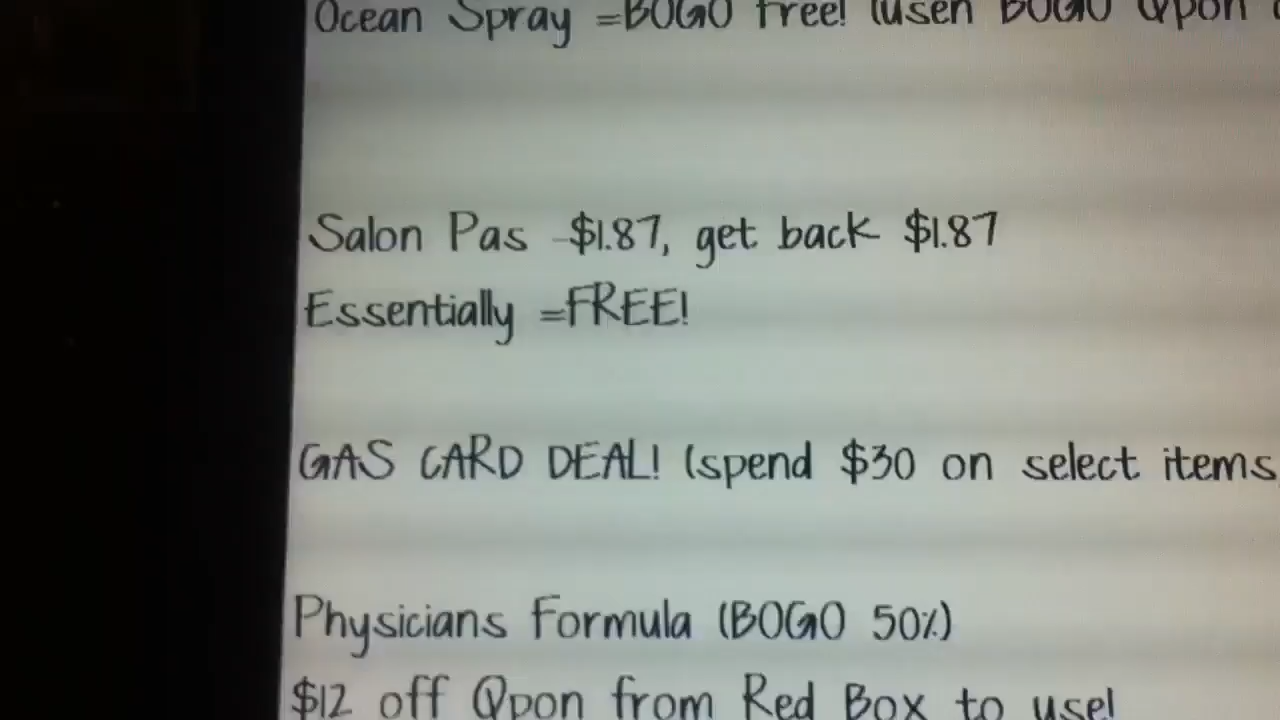 Ocean Spray =BOGO free! (usen BOGO Qpon
Salon Pas -$1.87, get back $1.87
Essentially =FREE!
GAS CARD DEAL! (spend $30 on select items
Physicians Formula (BOGO 50%)
$12 off Qpon from Red Box to use!